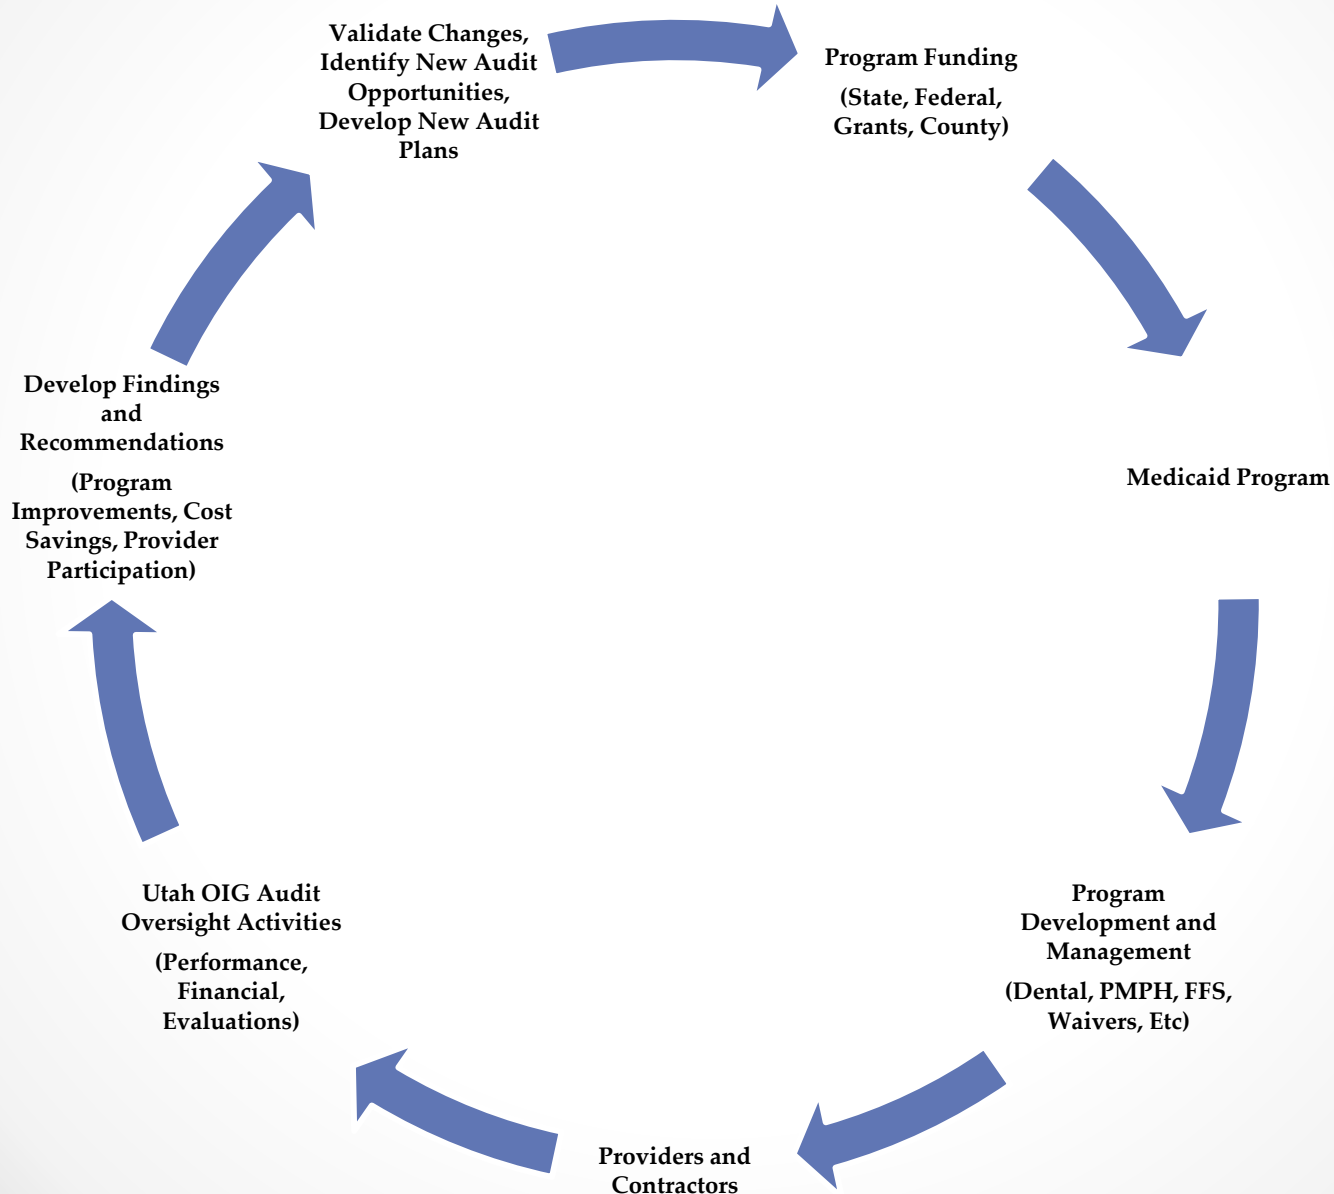 Validate Changes,
Identify New Audit
Opportunities,
Develop New Audit
Plans
Program Funding
(State, Federal,
Grants, County)
Medicaid Program
Program
Development and
Management
(Dental, PMPH, FFS,
Waivers, Etc)
Providers and
Contractors
Utah OIG Audit
Oversight Activities
(Performance,
Financial,
Evaluations)
Develop Findings
and
Recommendations
(Program
Improvements, Cost
Savings, Provider
Participation)